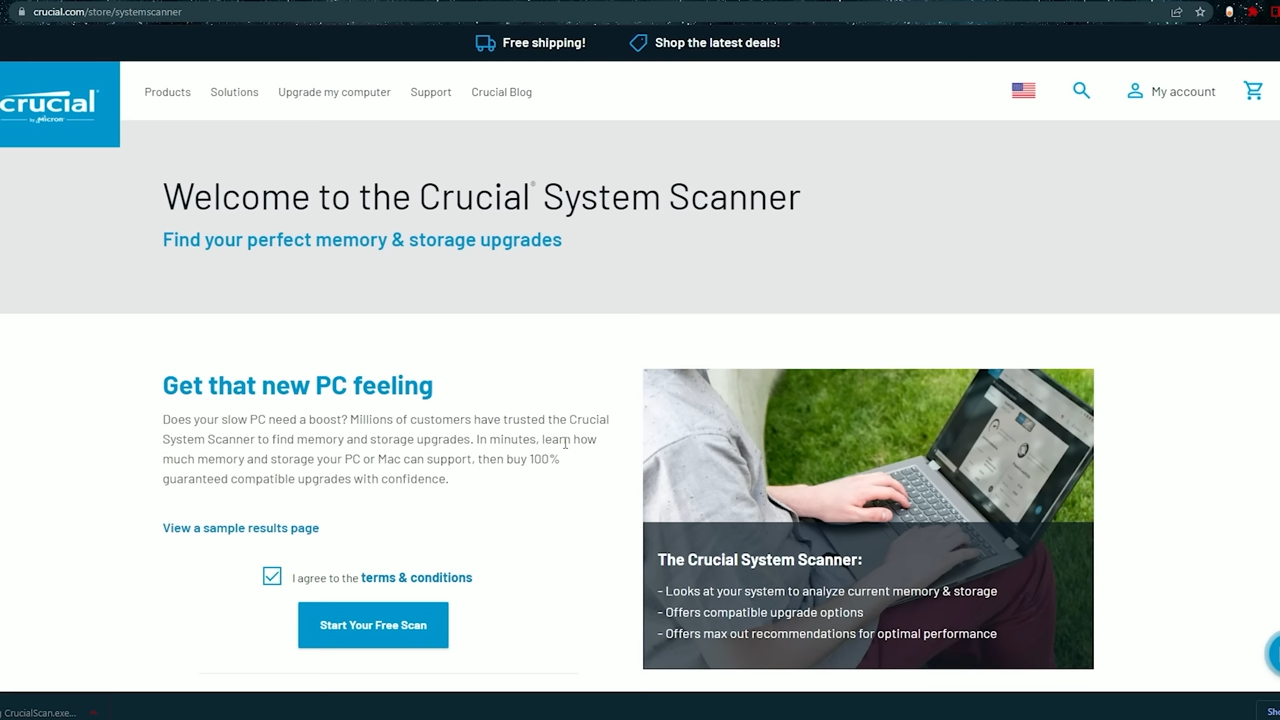 crucial.com/store/systemscanner
Free shipping!
Shop the latest deals!
crucial
by Micron
Products
Solutions
Upgrade my computer
Support
Crucial Blog
My account
Welcome to the Crucial® System Scanner
Find your perfect memory & storage upgrades
Get that new PC feeling
Does your slow PC need a boost? Millions of customers have trusted the Crucial
System Scanner to find memory and storage upgrades. In minutes, learn how
much memory and storage your PC or Mac can support, then buy 100%
guaranteed compatible upgrades with confidence.
View a sample results page
I agree to the terms & conditions
Start Your Free Scan
The Crucial System Scanner:
- Looks at your system to analyze current memory & storage
- Offers compatible upgrade options
- Offers max out recommendations for optimal performance
CrucialScan.exe...